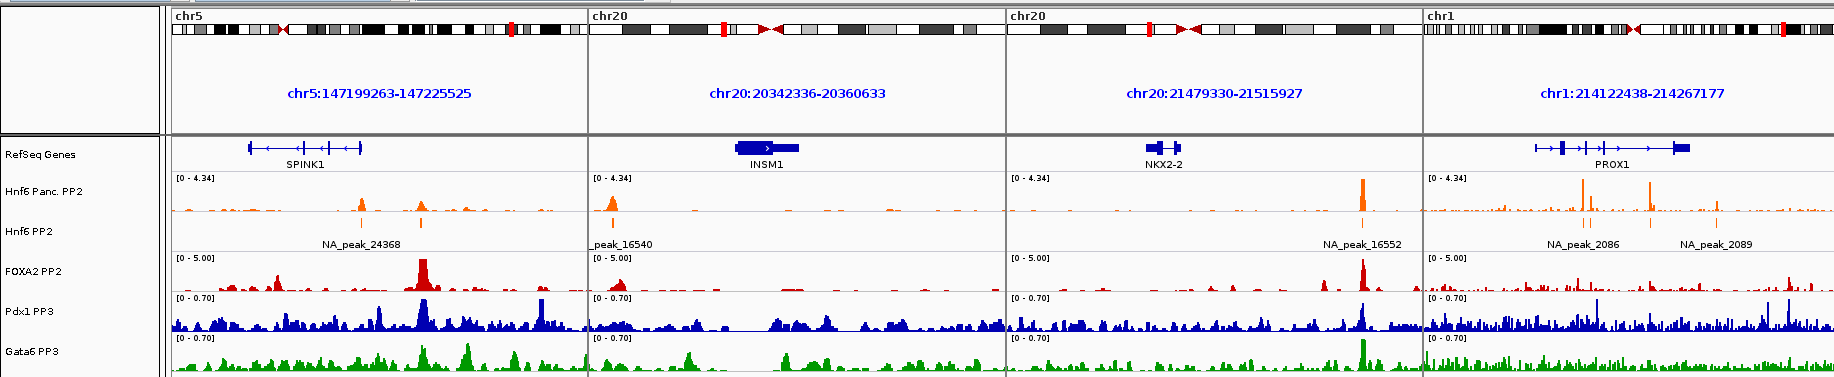 chr5 chr20 chr20 chr1
chr5:147199263-147225525 chr20:20342336-20360633 chr20:21479330-21515927 chr1:214122438-214267177
RefSeq Genes
SPINK1 INSM1 NKX2-2 PROX1
[0 - 4.34] [0 - 4.34] [0 - 4.34] [0 - 4.34]
Hnf6 Panc. PP2
Hnf6 PP2
NA_peak_24368 _peak_16540 NA_peak_16552 NA_peak_2086 NA_peak_2089
[0 - 5.00] [0 - 5.00] [0 - 5.00] [0 - 5.00]
FOXA2 PP2
[0 - 0.70] [0 - 0.70] [0 - 0.70] [0 - 0.70]
Pdx1 PP3
[0 - 0.70] [0 - 0.70] [0 - 0.70] [0 - 0.70]
Gata6 PP3